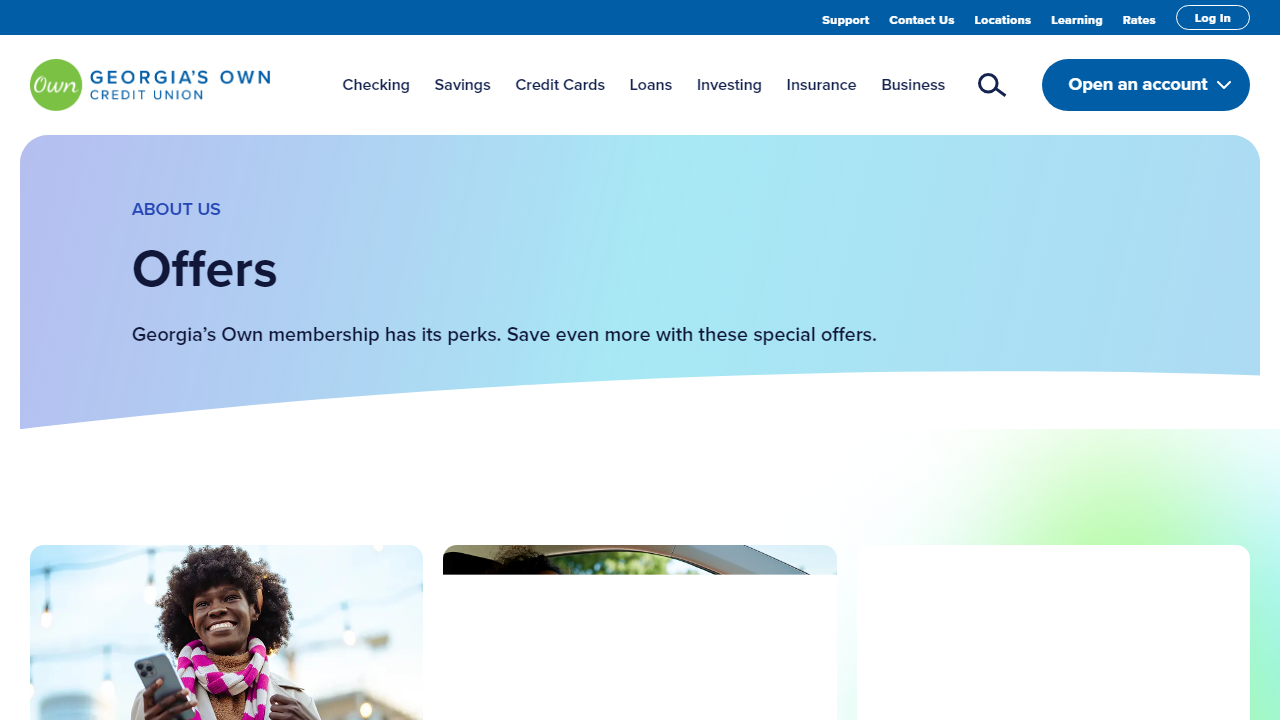 Support Contact Us Locations Learning Rates Log In
Own GEORGIA'S OWN
CREDIT UNION
Checking Savings Credit Cards Loans Investing Insurance Business Open an account
ABOUT US
Offers
Georgia’s Own membership has its perks. Save even more with these special offers.